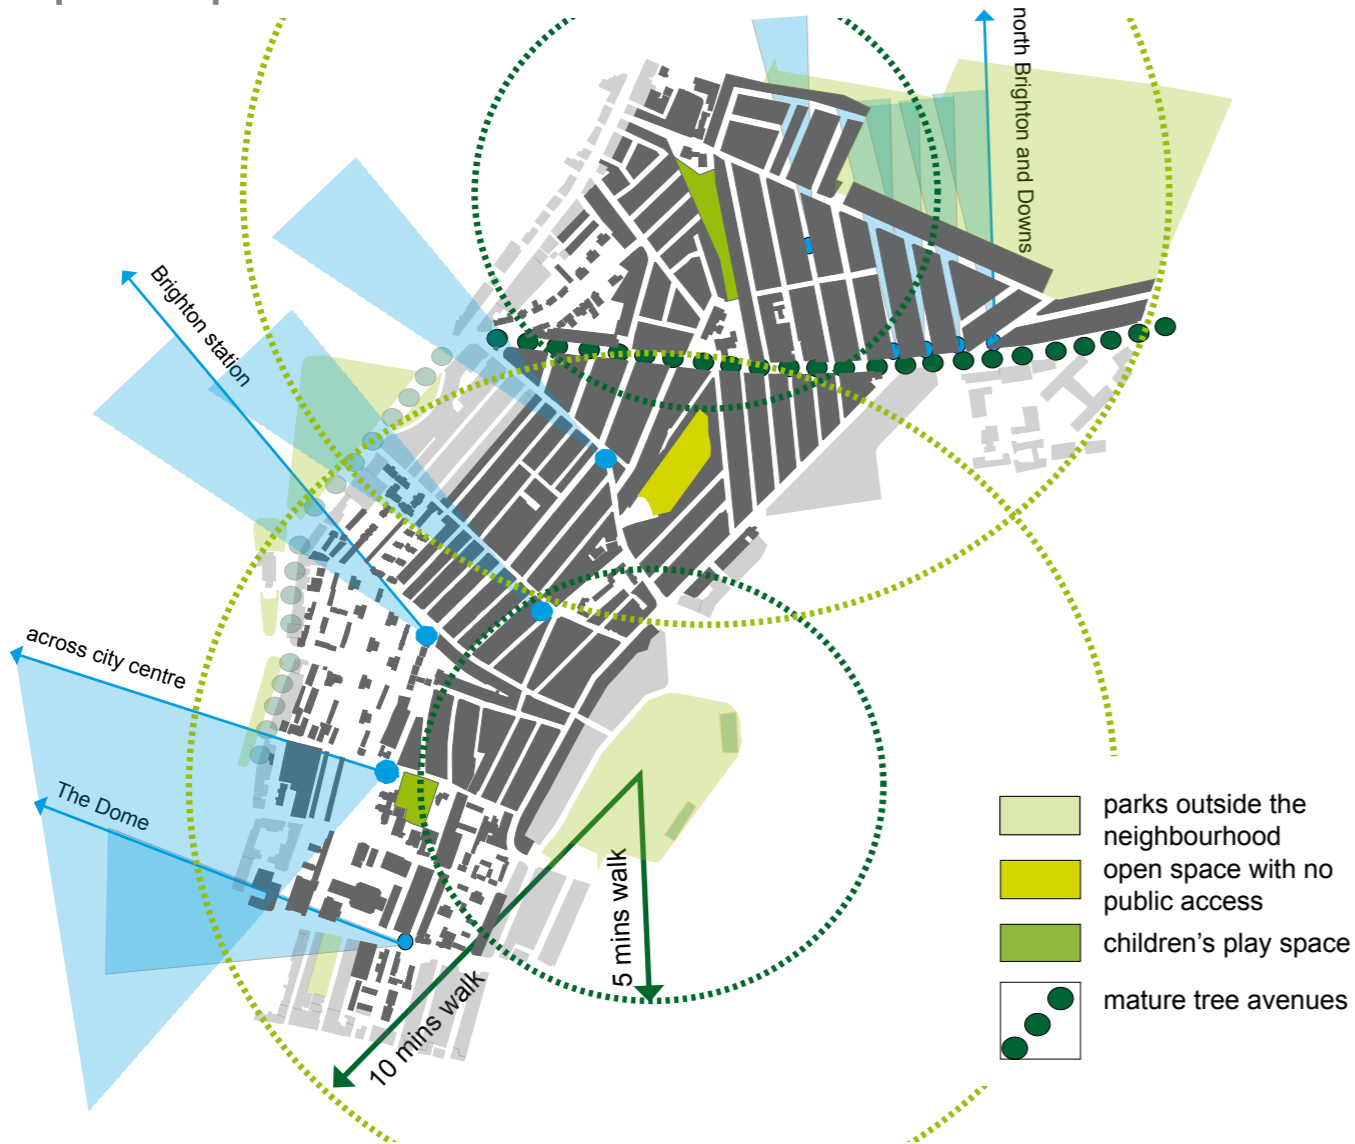 north Brighton and Downs
Brighton station
across city centre
The Dome
5 mins walk
10 mins walk
parks outside the
neighbourhood
open space with no
public access
children's play space
mature tree avenues